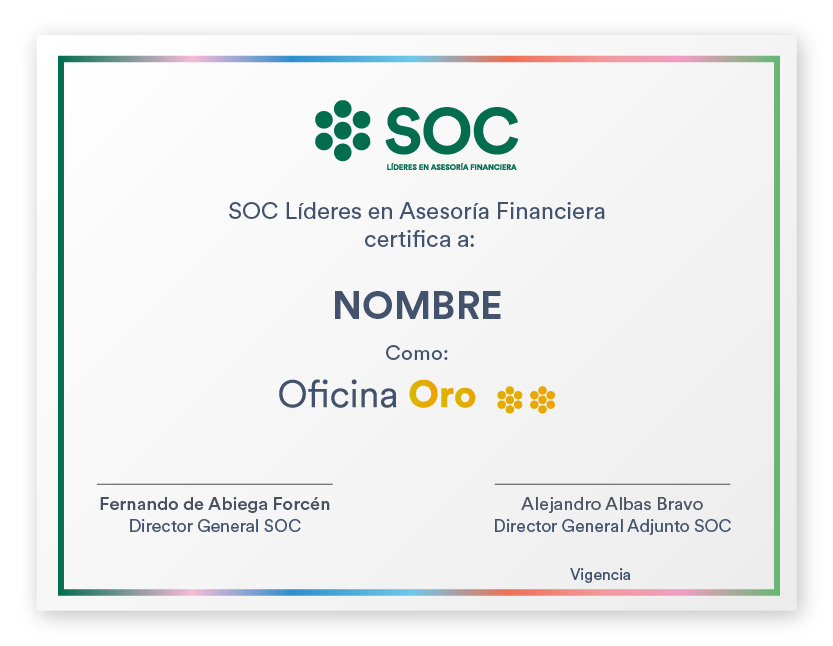 SOC
LÍDERES EN ASESORÍA FINANCIERA
SOC Líderes en Asesoría Financiera
certifica a:
NOMBRE
Como:
Oficina Oro
Fernando de Abiega Forcén
Director General SOC
Alejandro Albas Bravo
Director General Adjunto SOC
Vigencia